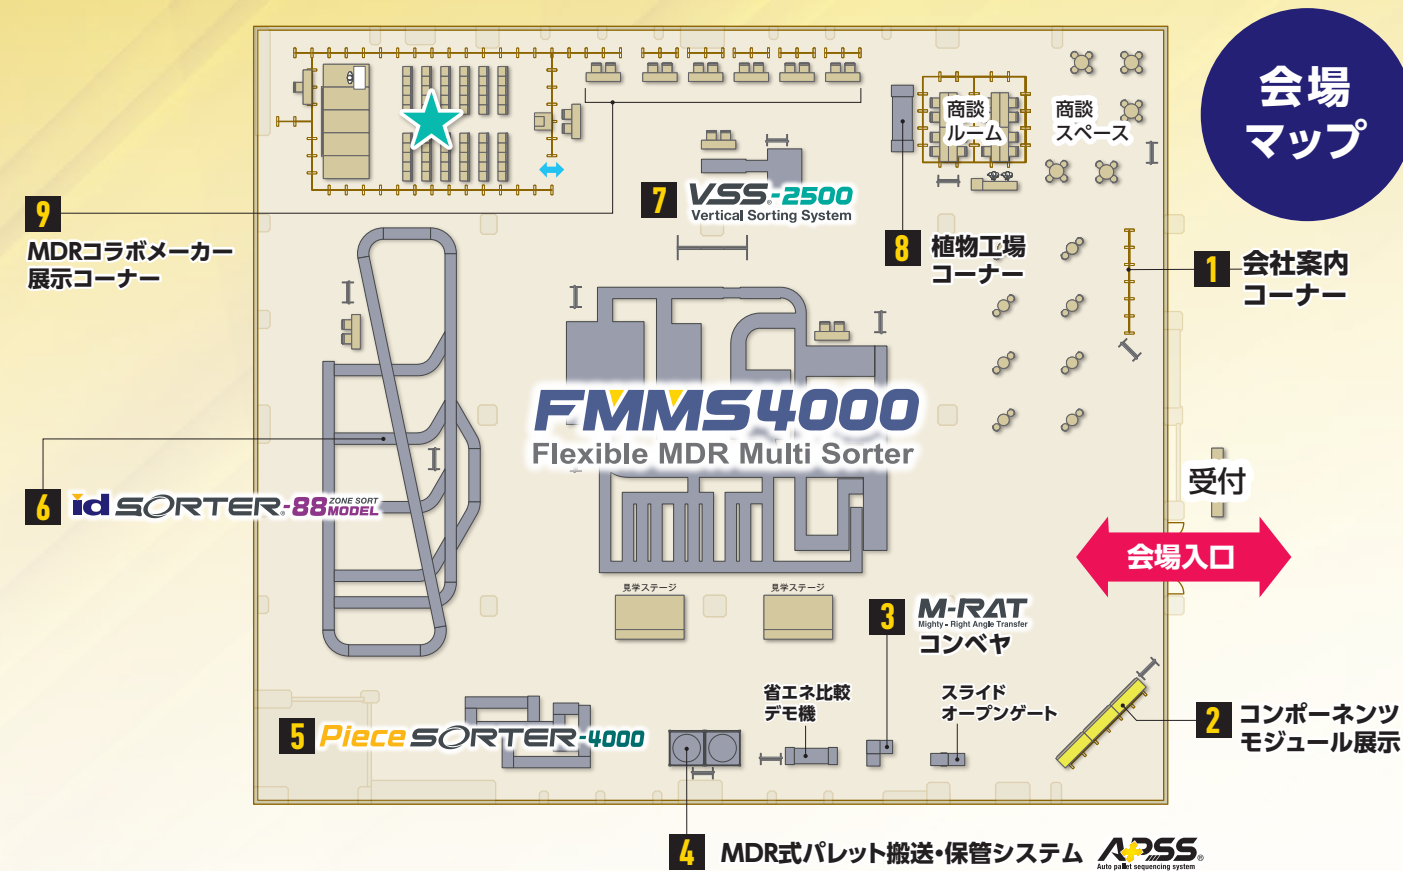 会場
マップ
商談
ルーム
商談
スペース
9
MDRコラボメーカー
展示コーナー
7
VSS®-2500
Vertical Sorting System
8
植物工場
コーナー
1
会社案内
コーナー
FMMS4000
Flexible MDR Multi Sorter
6
id SORTER®-88 ZONE SORT MODEL
受付
会場入口
見学ステージ
見学ステージ
3
M-RAT
Mighty - Right Angle Transfer
コンベヤ
省エネ比較
デモ機
スライド
オープンゲート
2
コンポーネンツ
モジュール展示
5
Piece SORTER-4000
4
MDR式パレット搬送・保管システム APSS®
Auto pallet sequencing system